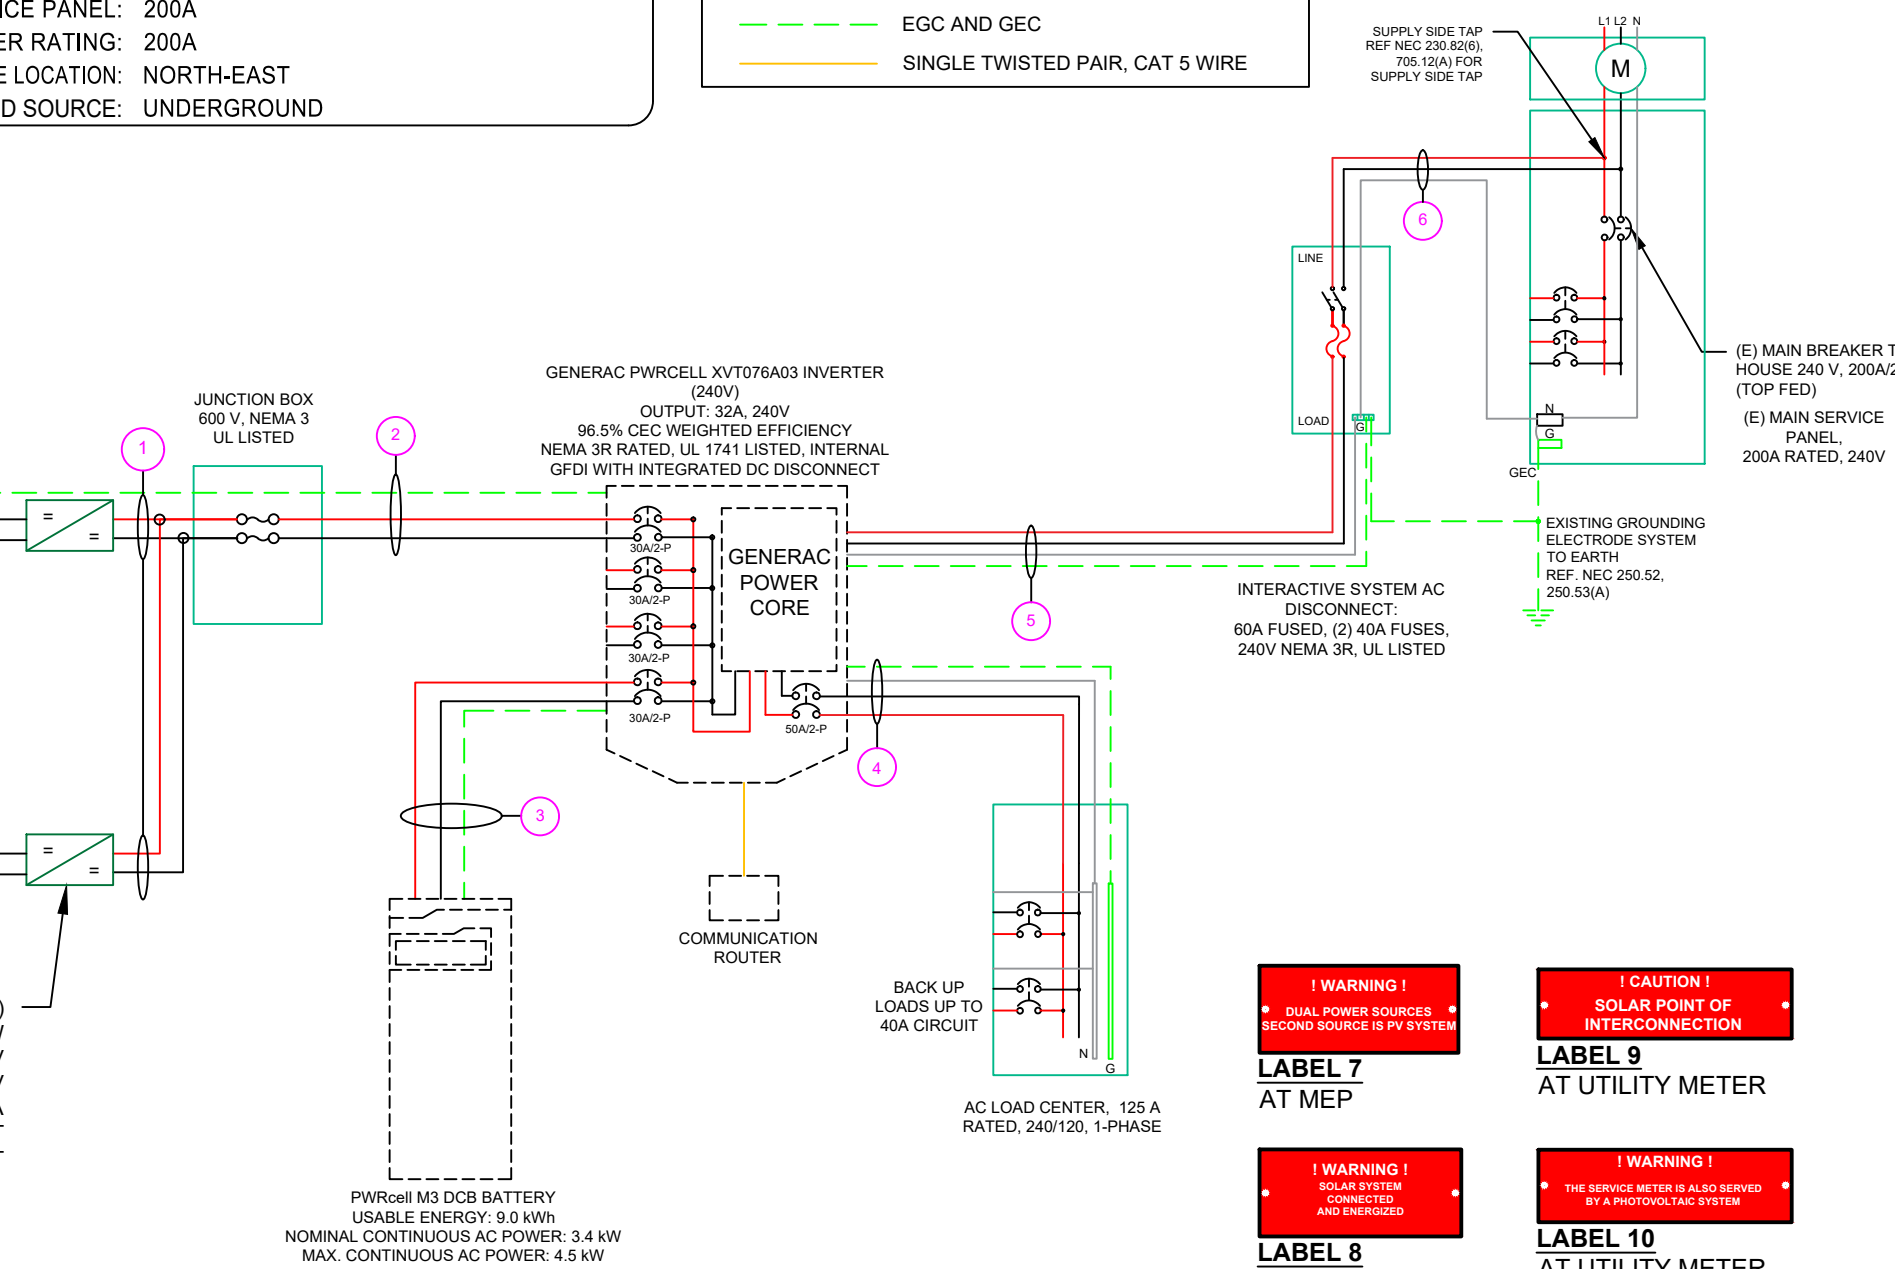 ICE PANEL: 200A
ER RATING: 200A
E LOCATION: NORTH-EAST
D SOURCE: UNDERGROUND
EGC AND GEC
SINGLE TWISTED PAIR, CAT 5 WIRE
SUPPLY SIDE TAP
REF NEC 230.82(6),
705.12(A) FOR
SUPPLY SIDE TAP
L1 L2 N
M
6
LINE
LOAD
G
(E) MAIN BREAKER T
HOUSE 240 V, 200A/2
(TOP FED)
(E) MAIN SERVICE
PANEL,
200A RATED, 240V
N
G
GEC
EXISTING GROUNDING
ELECTRODE SYSTEM
TO EARTH
REF. NEC 250.52,
250.53(A)
INTERACTIVE SYSTEM AC
DISCONNECT:
60A FUSED, (2) 40A FUSES,
240V NEMA 3R, UL LISTED
GENERAC PWRCELL XVT076A03 INVERTER
(240V)
OUTPUT: 32A, 240V
96.5% CEC WEIGHTED EFFICIENCY
NEMA 3R RATED, UL 1741 LISTED, INTERNAL
GFDI WITH INTEGRATED DC DISCONNECT
JUNCTION BOX
600 V, NEMA 3
UL LISTED
1
2
=
=
30A/2-P
30A/2-P
30A/2-P
30A/2-P
GENERAC
POWER
CORE
50A/2-P
5
4
3
=
=
COMMUNICATION
ROUTER
BACK UP
LOADS UP TO
40A CIRCUIT
N
G
AC LOAD CENTER, 125 A
RATED, 240/120, 1-PHASE
PWRcell M3 DCB BATTERY
USABLE ENERGY: 9.0 kWh
NOMINAL CONTINUOUS AC POWER: 3.4 kW
MAX. CONTINUOUS AC POWER: 4.5 kW
! WARNING !
DUAL POWER SOURCES
SECOND SOURCE IS PV SYSTEM
LABEL 7
AT MEP
! CAUTION !
SOLAR POINT OF
INTERCONNECTION
LABEL 9
AT UTILITY METER
! WARNING !
SOLAR SYSTEM
CONNECTED
AND ENERGIZED
LABEL 8
! WARNING !
THE SERVICE METER IS ALSO SERVED
BY A PHOTOVOLTAIC SYSTEM
LABEL 10
AT UTILITY METER